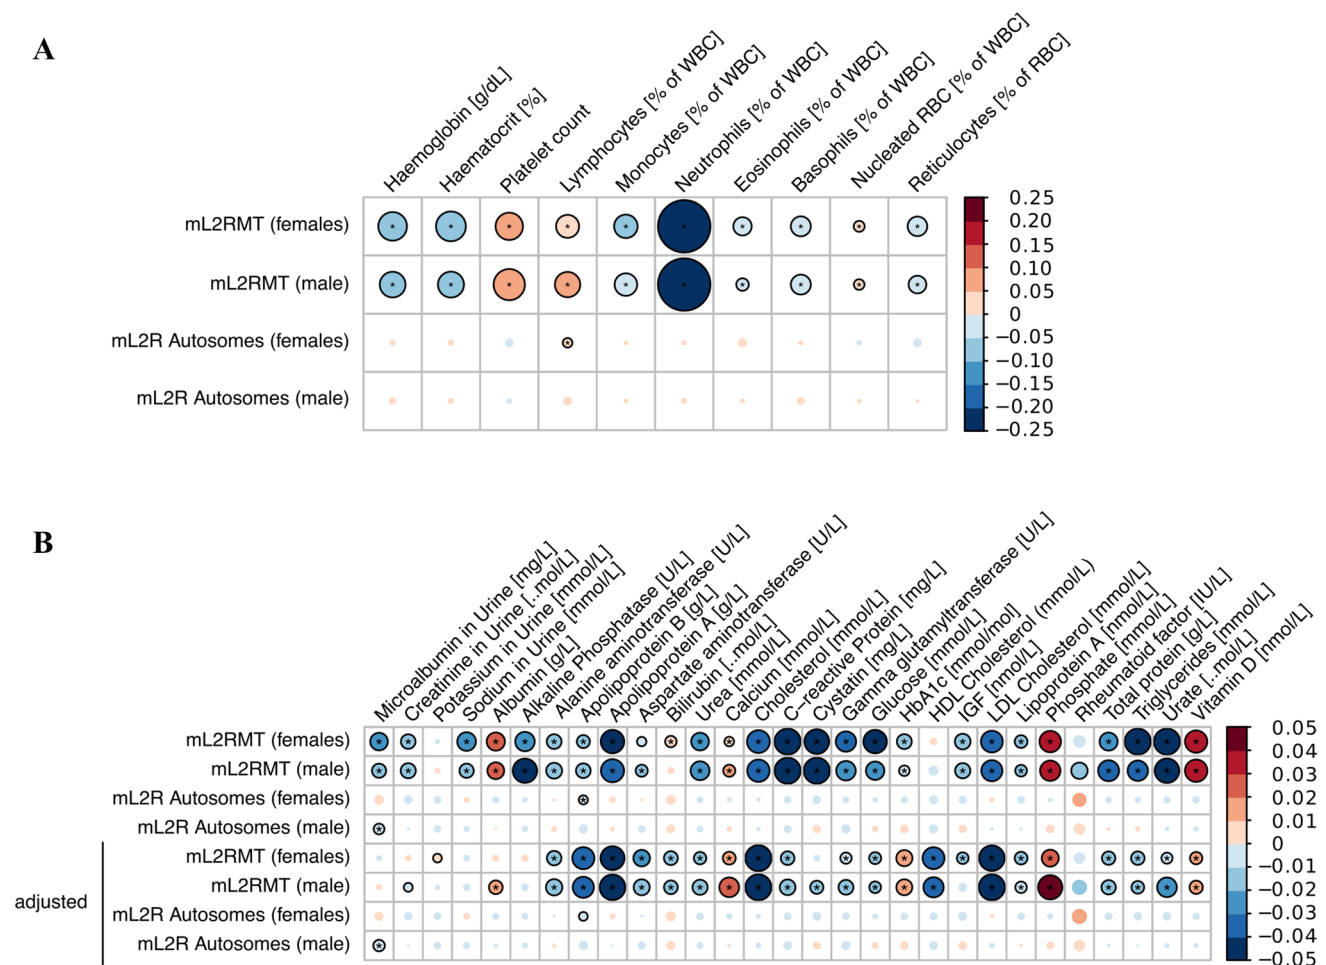 A
Haemoglobin [g/dL]
Haematocrit [%]
Platelet count
Lymphocytes [% of WBC]
Monocytes [% of WBC]
Neutrophils [% of WBC]
Eosinophils [% of WBC]
Basophils [% of WBC]
Nucleated RBC [% of WBC]
Reticulocytes [% of RBC]
mL2RMT (females)
mL2RMT (male)
mL2R Autosomes (females)
mL2R Autosomes (male)
0.25
0.20
0.15
0.10
0.05
0
−0.05
−0.10
−0.15
−0.20
−0.25
B
Microalbumin in Urine [mg/L]
Creatinine in Urine [..mol/L]
Potassium in Urine [mmol/L]
Sodium in Urine [mmol/L]
Albumin [g/L]
Alkaline Phosphatase [U/L]
Alanine aminotransferase [U/L]
Apolipoprotein B [g/L]
Apolipoprotein A [g/L]
Aspartate aminotransferase [U/L]
Bilirubin [..mol/L]
Urea [mmol/L]
Calcium [mmol/L]
Cholesterol [mmol/L]
C−reactive Protein [mg/L]
Cystatin [mg/L]
Gamma glutamyltransferase [U/L]
Glucose [mmol/L]
HbA1c [mmol/mol]
HDL Cholesterol (mmol/L)
IGF [nmol/L]
LDL Cholesterol [mmol/L]
Lipoprotein A [nmol/L]
Phosphate [mmol/L]
Rheumatoid factor [IU/L]
Total protein [g/L]
Triglycerides [mmol/L]
Urate [..mol/L]
Vitamin D [nmol/L]
mL2RMT (females)
mL2RMT (male)
mL2R Autosomes (females)
mL2R Autosomes (male)
adjusted
mL2RMT (females)
mL2RMT (male)
mL2R Autosomes (females)
mL2R Autosomes (male)
0.05
0.04
0.03
0.02
0.01
0
−0.01
−0.02
−0.03
−0.04
−0.05